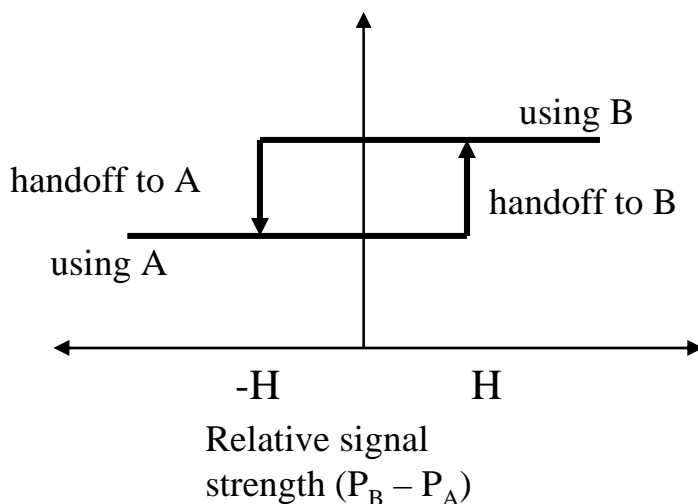 using B
handoff to A
handoff to B
using A
-H
H
Relative signal
strength (P_B – P_A)